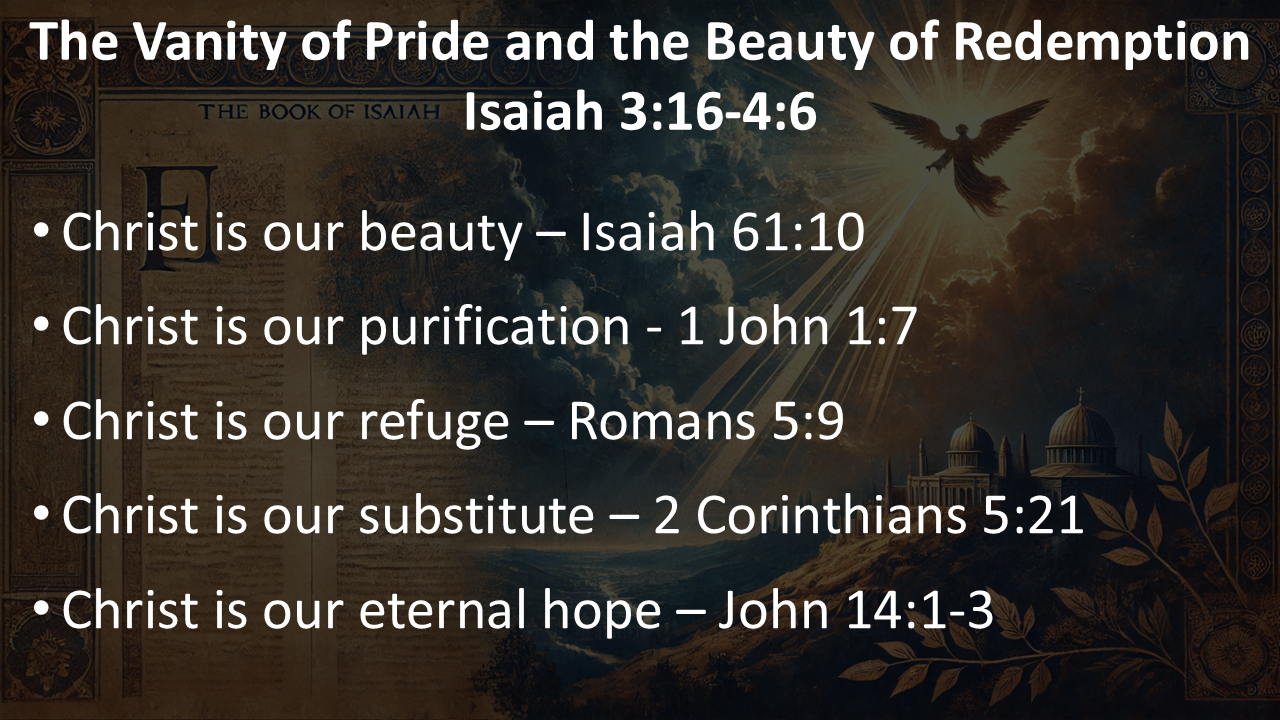 The Vanity of Pride and the Beauty of Redemption
Isaiah 3:16-4:6
THE BOOK OF ISAIAH
E
• Christ is our beauty – Isaiah 61:10
• Christ is our purification - 1 John 1:7
• Christ is our refuge – Romans 5:9
• Christ is our substitute – 2 Corinthians 5:21
• Christ is our eternal hope – John 14:1-3